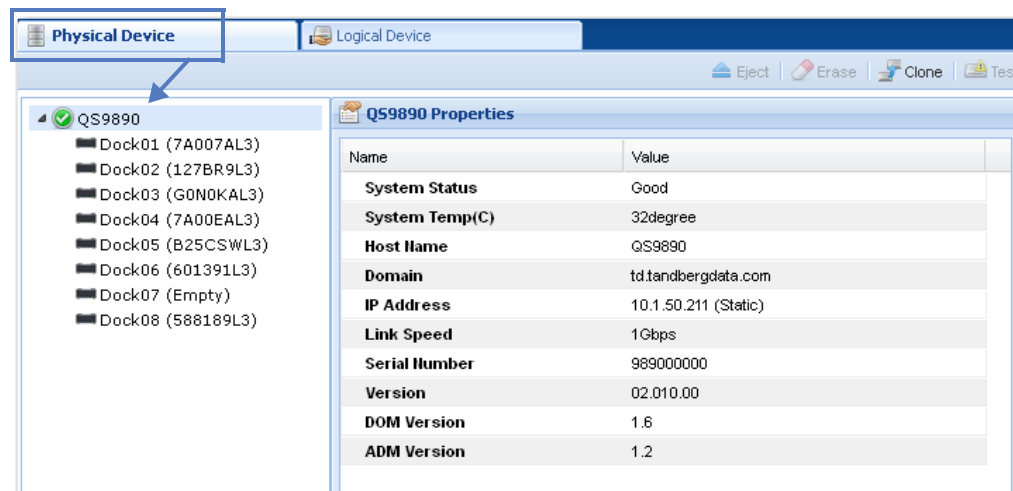 Physical Device
Logical Device
Eject
Erase
Clone
Tes
QS9890
Dock01 (7A007AL3)
Dock02 (127BR9L3)
Dock03 (G0N0KAL3)
Dock04 (7A00EAL3)
Dock05 (B25CSWL3)
Dock06 (601391L3)
Dock07 (Empty)
Dock08 (588189L3)
QS9890 Properties
Name Value
System Status Good
System Temp(C) 32degree
Host Name QS9890
Domain td.tandbergdata.com
IP Address 10.1.50.211 (Static)
Link Speed 1Gbps
Serial Number 989000000
Version 02.010.00
DOM Version 1.6
ADM Version 1.2